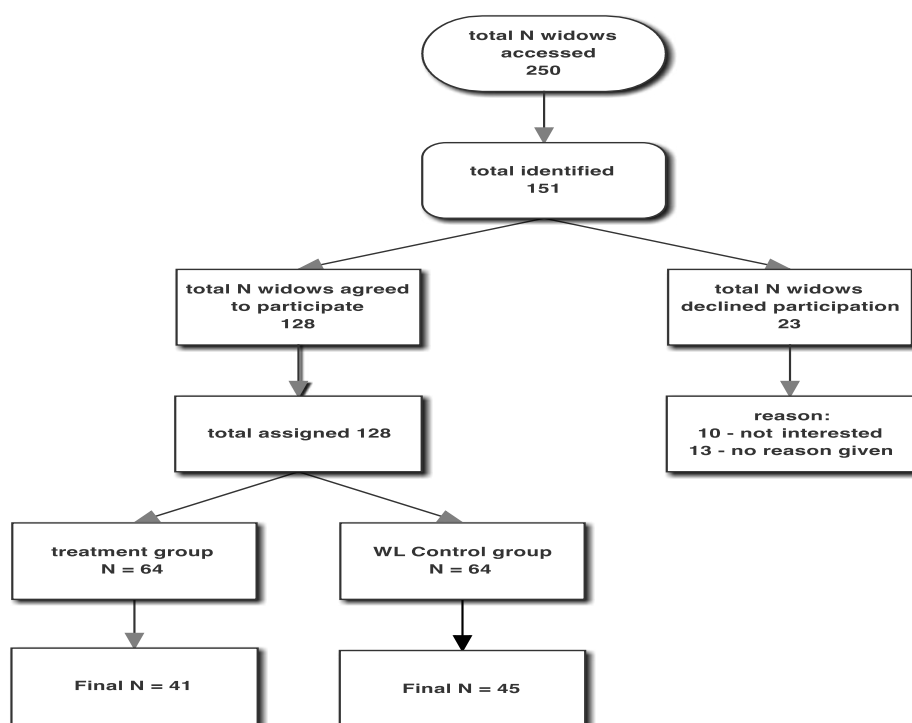 total N widows
accessed
250
total identified
151
total N widows agreed
to participate
128
total N widows
declined participation
23
total assigned 128
reason:
10 - not interested
13 - no reason given
treatment group
N = 64
WL Control group
N = 64
Final N = 41
Final N = 45